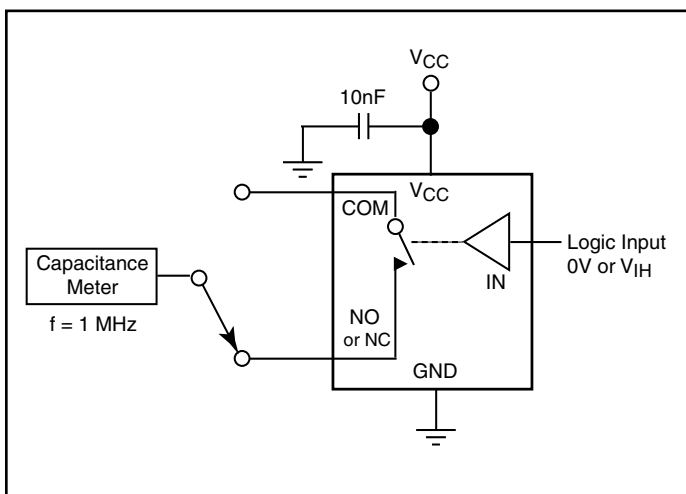 VCC
10nF
VCC
COM
Capacitance
Meter
f = 1 MHz
Logic Input
0V or VIH
IN
NO
or NC
GND